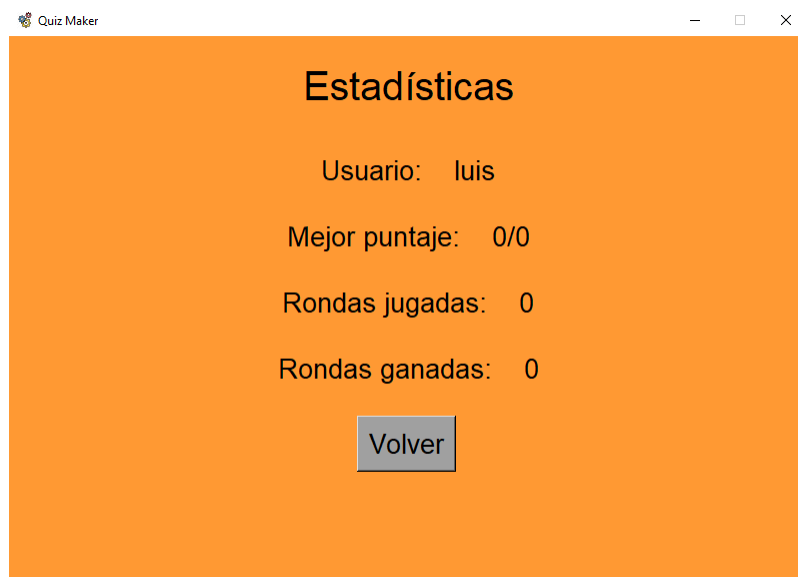 Quiz Maker
Estadísticas
Usuario: luis
Mejor puntaje: 0/0
Rondas jugadas: 0
Rondas ganadas: 0
Volver